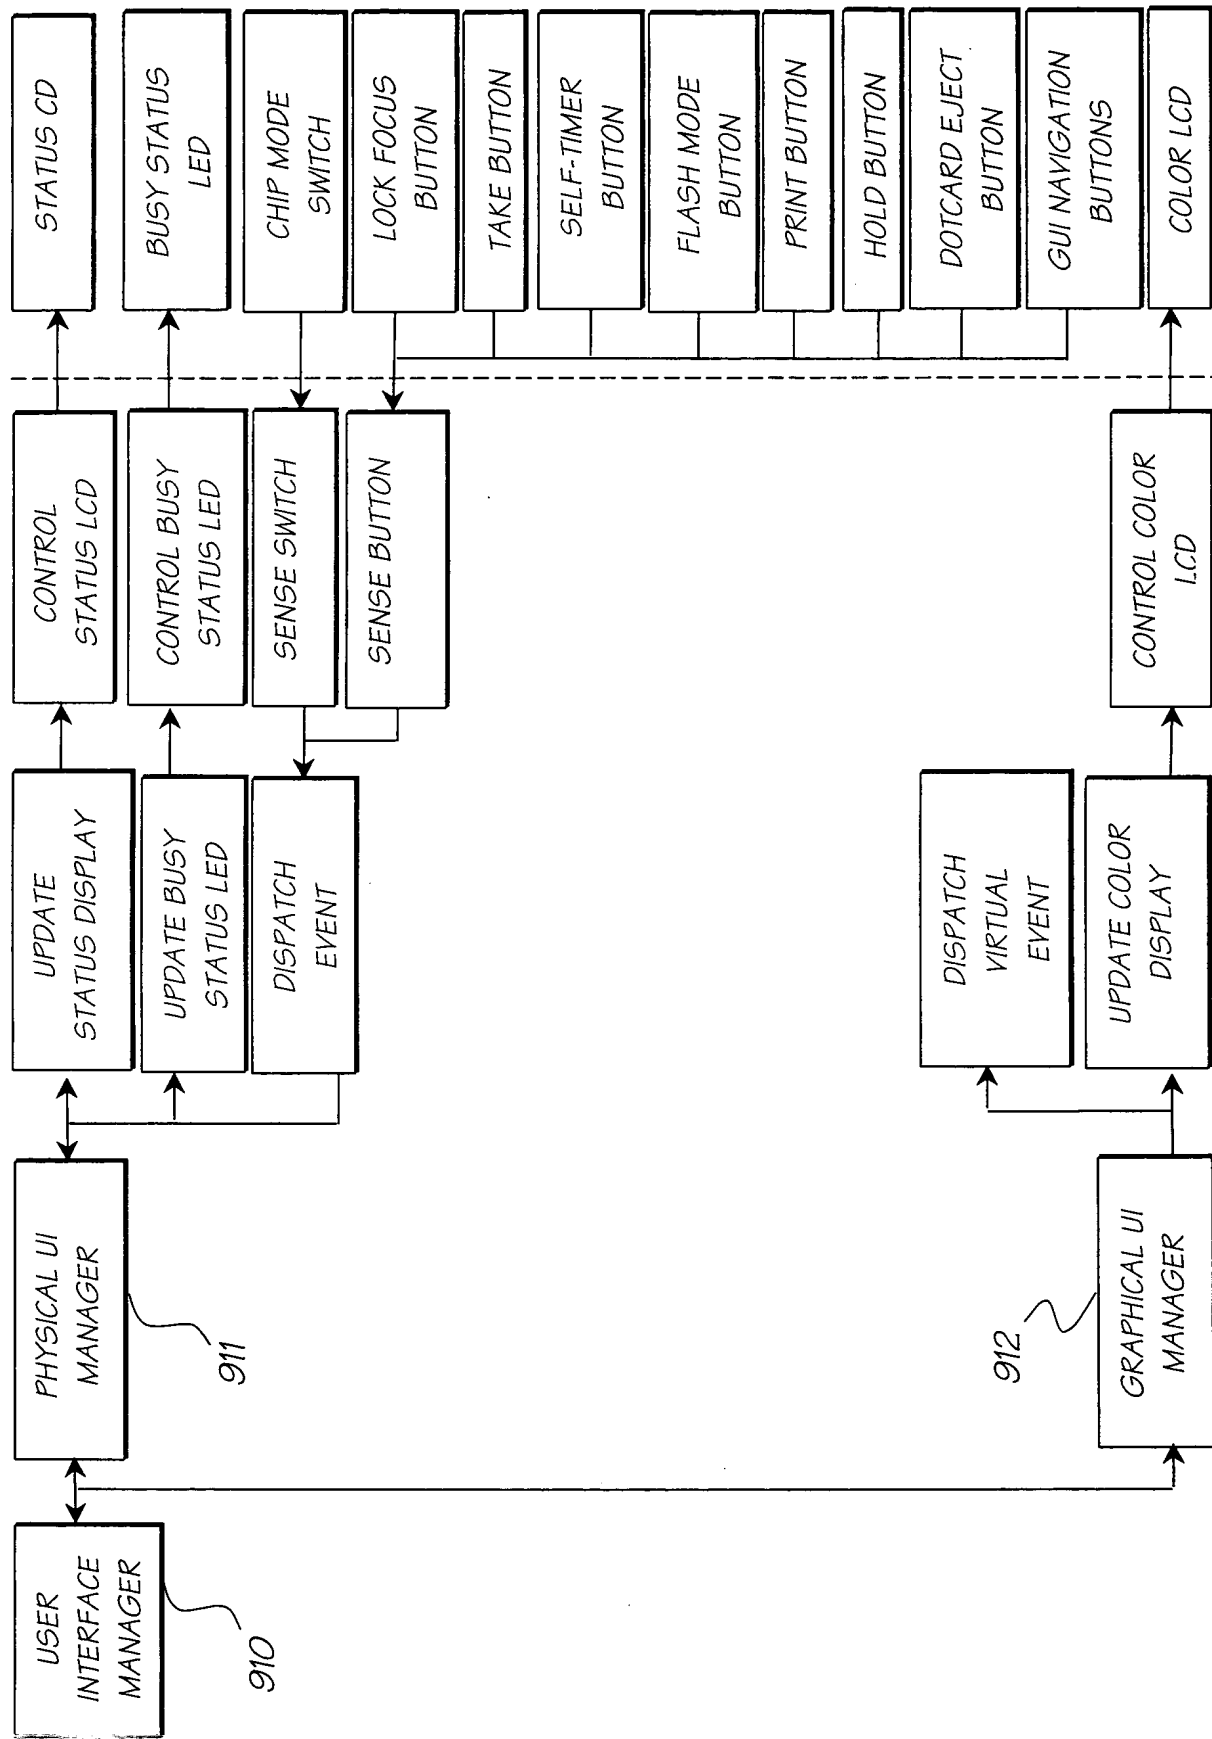 USER
INTERFACE
MANAGER
910
PHYSICAL UI
MANAGER
911
GRAPHICAL UI
MANAGER
912
UPDATE
STATUS DISPLAY
UPDATE BUSY
STATUS LED
DISPATCH
EVENT
DISPATCH
VIRTUAL
EVENT
UPDATE COLOR
DISPLAY
CONTROL
STATUS LCD
CONTROL BUSY
STATUS LED
SENSE SWITCH
SENSE BUTTON
CONTROL COLOR
LCD
STATUS CD
BUSY STATUS
LED
CHIP MODE
SWITCH
LOCK FOCUS
BUTTON
TAKE BUTTON
SELF-TIMER
BUTTON
FLASH MODE
BUTTON
PRINT BUTTON
HOLD BUTTON
DOTCARD EJECT
BUTTON
GUI NAVIGATION
BUTTONS
COLOR LCD